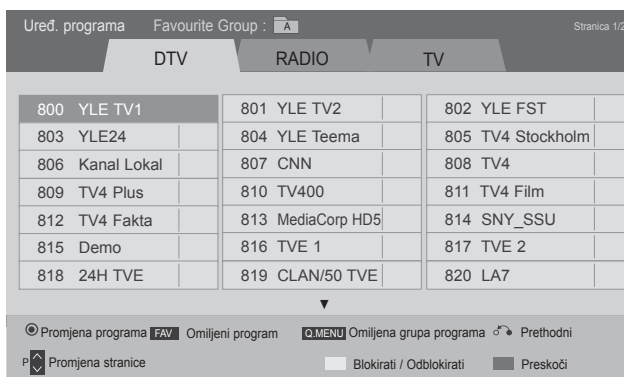 Uređ. programa Favourite Group : A Stranica 1/2
DTV RADIO TV
800 YLE TV1 801 YLE TV2 802 YLE FST
803 YLE24 804 YLE Teema 805 TV4 Stockholm
806 Kanal Lokal 807 CNN 808 TV4
809 TV4 Plus 810 TV400 811 TV4 Film
812 TV4 Fakta 813 MediaCorp HD5 814 SNY_SSU
815 Demo 816 TVE 1 817 TVE 2
818 24H TVE 819 CLAN/50 TVE 820 LA7
Promjena programa FAV Omiljeni program Q.MENU Omiljena grupa programa Prethodni
P Promjena stranice Blokirati / Odblokirati Preskoči